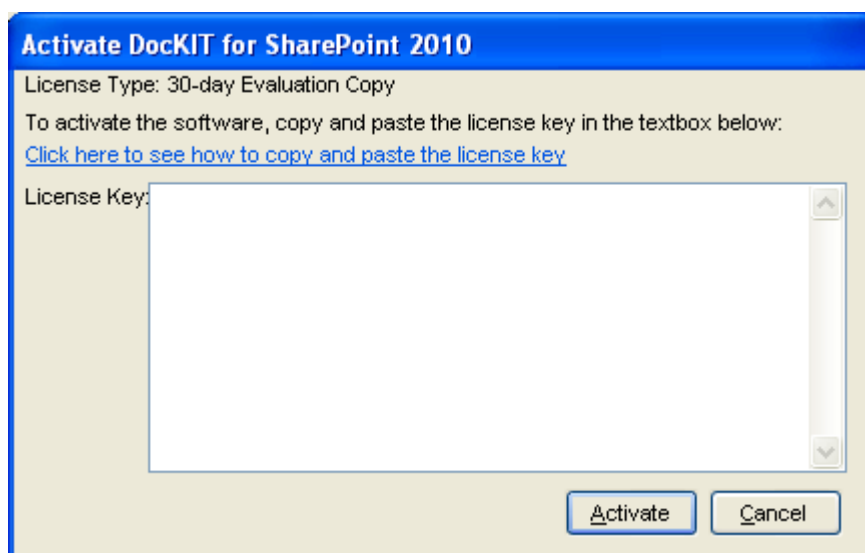 Activate DocKIT for SharePoint 2010
License Type: 30-day Evaluation Copy
To activate the software, copy and paste the license key in the textbox below:
Click here to see how to copy and paste the license key
License Key:
Activate Cancel